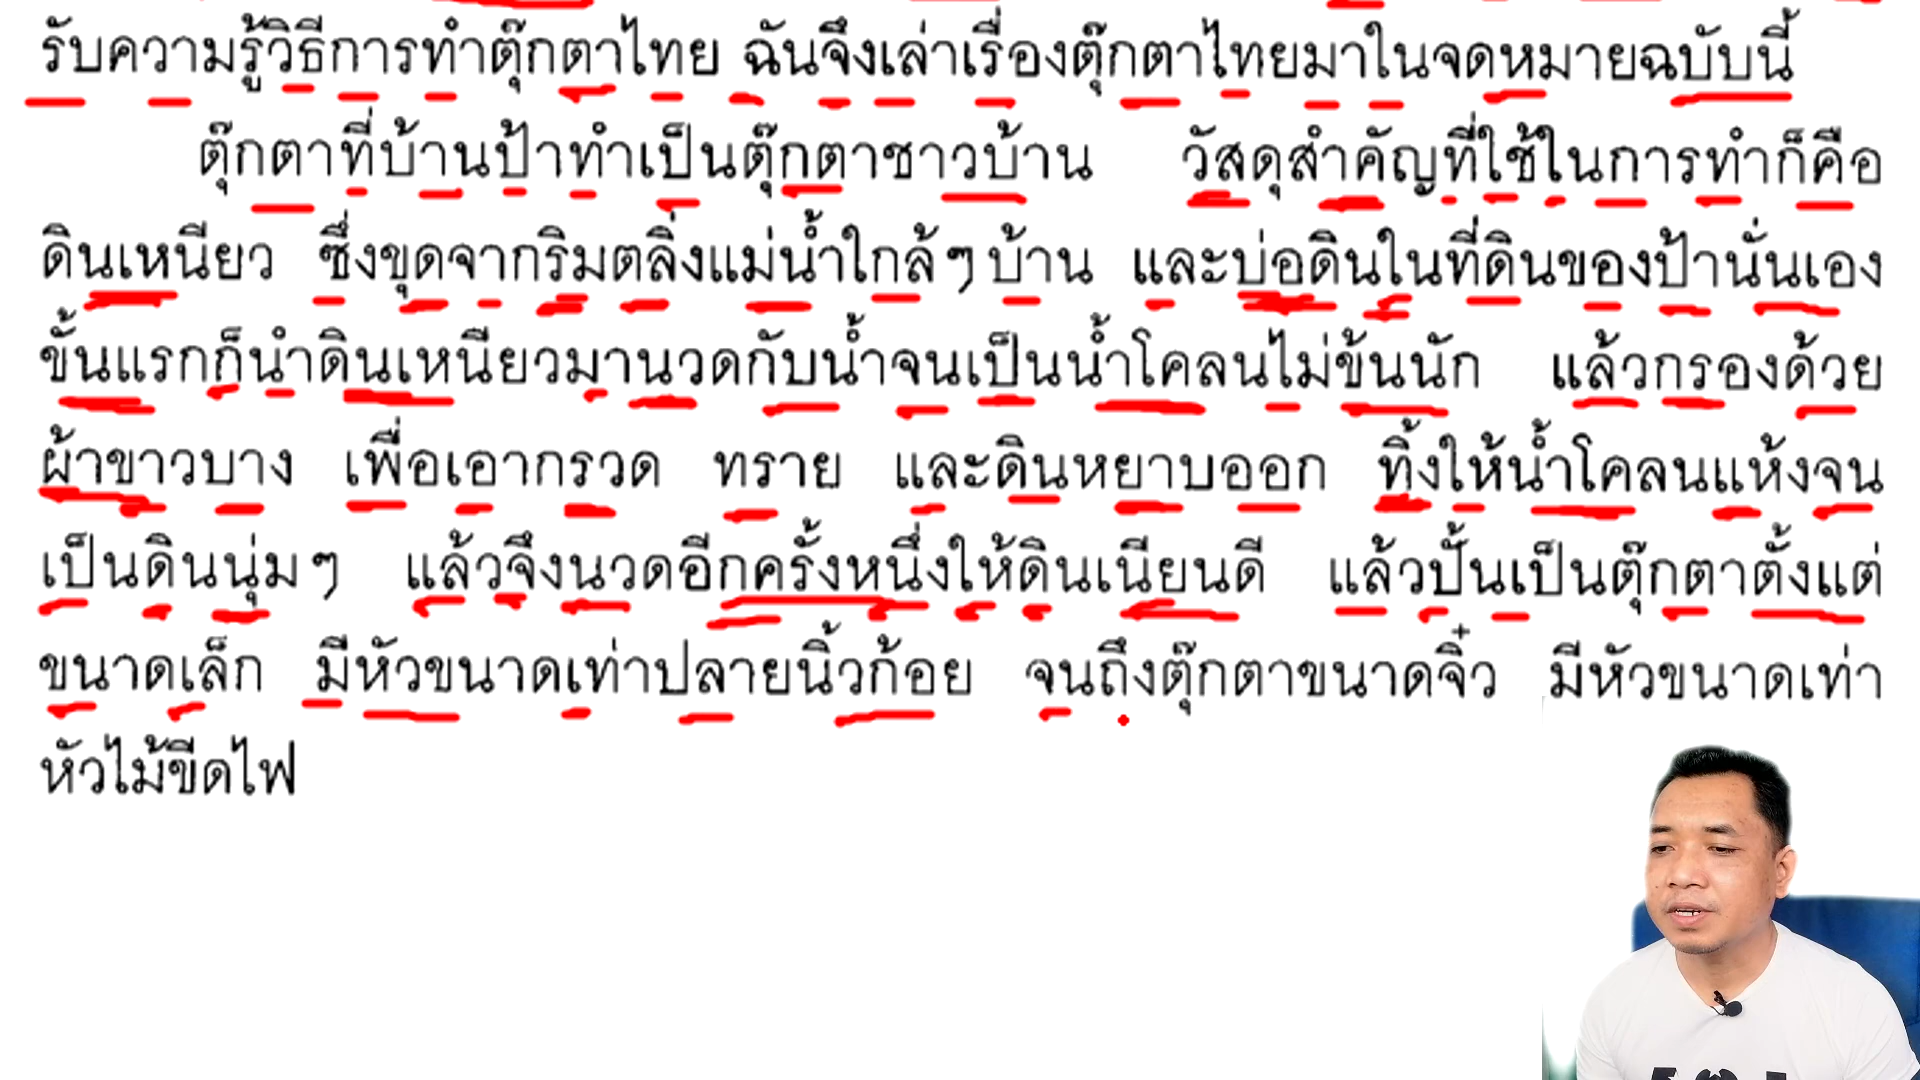 รับความรู้วิธีการทำตุ๊กตาไทย ฉันจึงเล่าเรื่องตุ๊กตาไทยมาในจดหมายฉบับนี้
ตุ๊กตาที่บ้านป้าทำเป็นตุ๊กตาชาวบ้าน วัสดุสำคัญที่ใช้ในการทำก็คือ
ดินเหนียว ซึ่งขุดจากริมตลิ่งแม่น้ำใกล้ๆ บ้าน และบ่อดินในที่ดินของป้านั่นเอง
ขั้นแรกก็นำดินเหนียวมานวดกับน้ำจนเป็นน้ำโคลนไม่ข้นนัก แล้วกรองด้วย
ผ้าขาวบาง เพื่อเอากรวด ทราย และดินหยาบออก ทิ้งให้น้ำโคลนแห้งจน
เป็นดินนุ่มๆ แล้วจึงนวดอีกครั้งหนึ่งให้ดินเนียนดี แล้วปั้นเป็นตุ๊กตาตั้งแต่
ขนาดเล็ก มีหัวขนาดเท่าปลายนิ้วก้อย จนถึงตุ๊กตาขนาดจิ๋ว มีหัวขนาดเท่า
หัวไม้ขีดไฟ